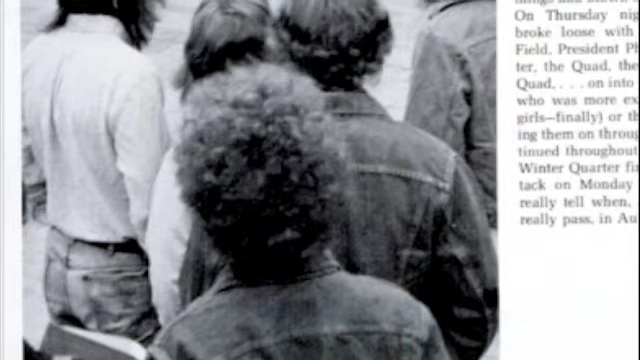 On Thursday nig
broke loose with
Field, President Ph
ter, the Quad, the
Quad, . . . on into
who was more ex
girls—finally) or th
ing them on throug
tinued throughout
Winter Quarter fin
tack on Monday
really tell when,
really pass, in Au